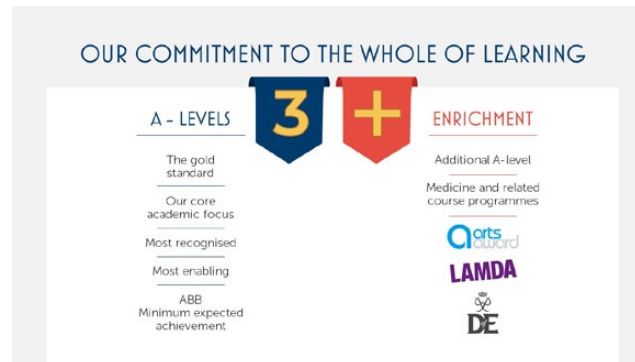 OUR COMMITMENT TO THE WHOLE OF LEARNING
A - LEVELS
3
+
ENRICHMENT
The gold
standard
Our core
academic focus
Most recognised
Most enabling
ABB
Minimum expected
achievement
Additional A-level
Medicine and related
course programmes
arts
award
LAMDA
DE